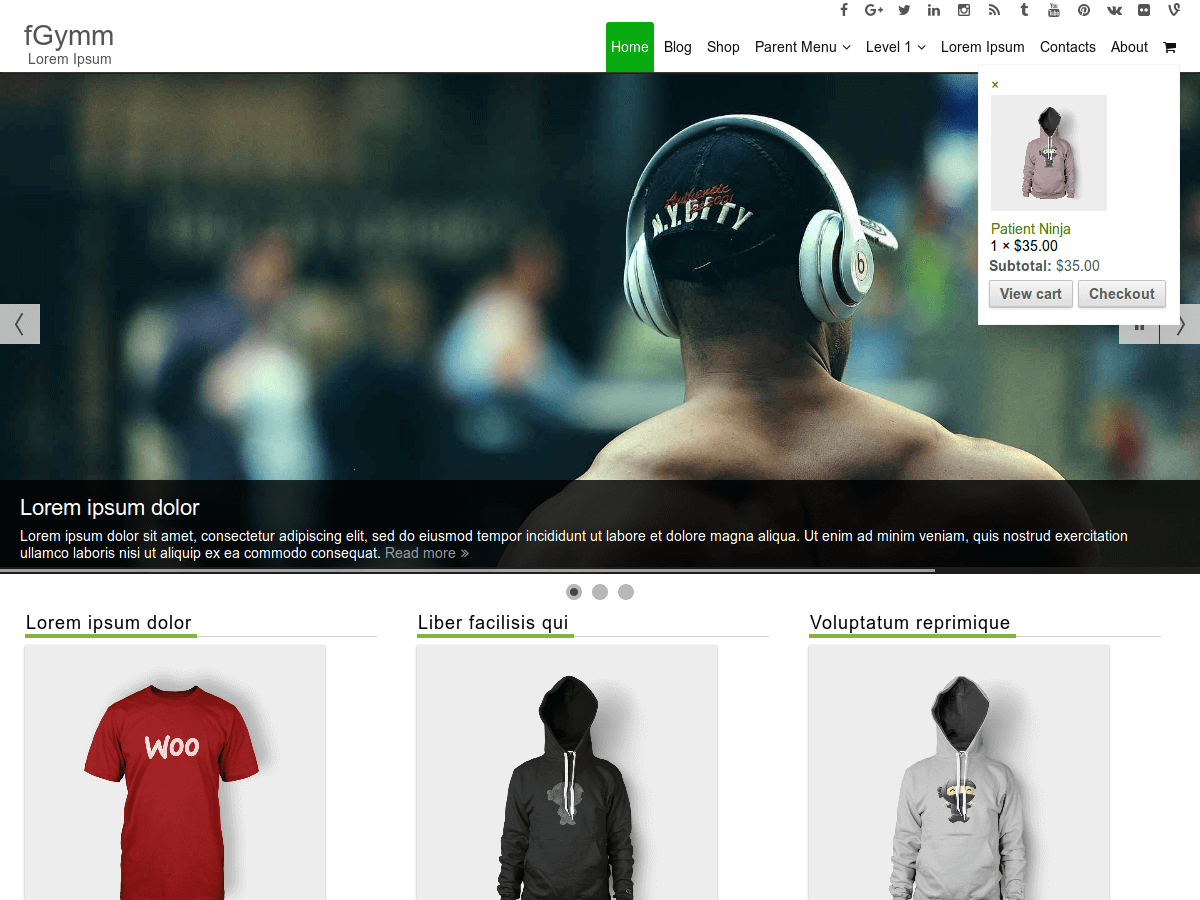 fGymm
Lorem Ipsum
Home Blog Shop Parent Menu Level 1 Lorem Ipsum Contacts About
×
Patient Ninja
1 × $35.00
Subtotal: $35.00
View cart Checkout
Authentic
N.Y.CITY
b
Lorem ipsum dolor
Lorem ipsum dolor sit amet, consectetur adipiscing elit, sed do eiusmod tempor incididunt ut labore et dolore magna aliqua. Ut enim ad minim veniam, quis nostrud exercitation
ullamco laboris nisi ut aliquip ex ea commodo consequat. Read more »
Lorem ipsum dolor Liber facilisis qui Voluptatum reprimique
WOO